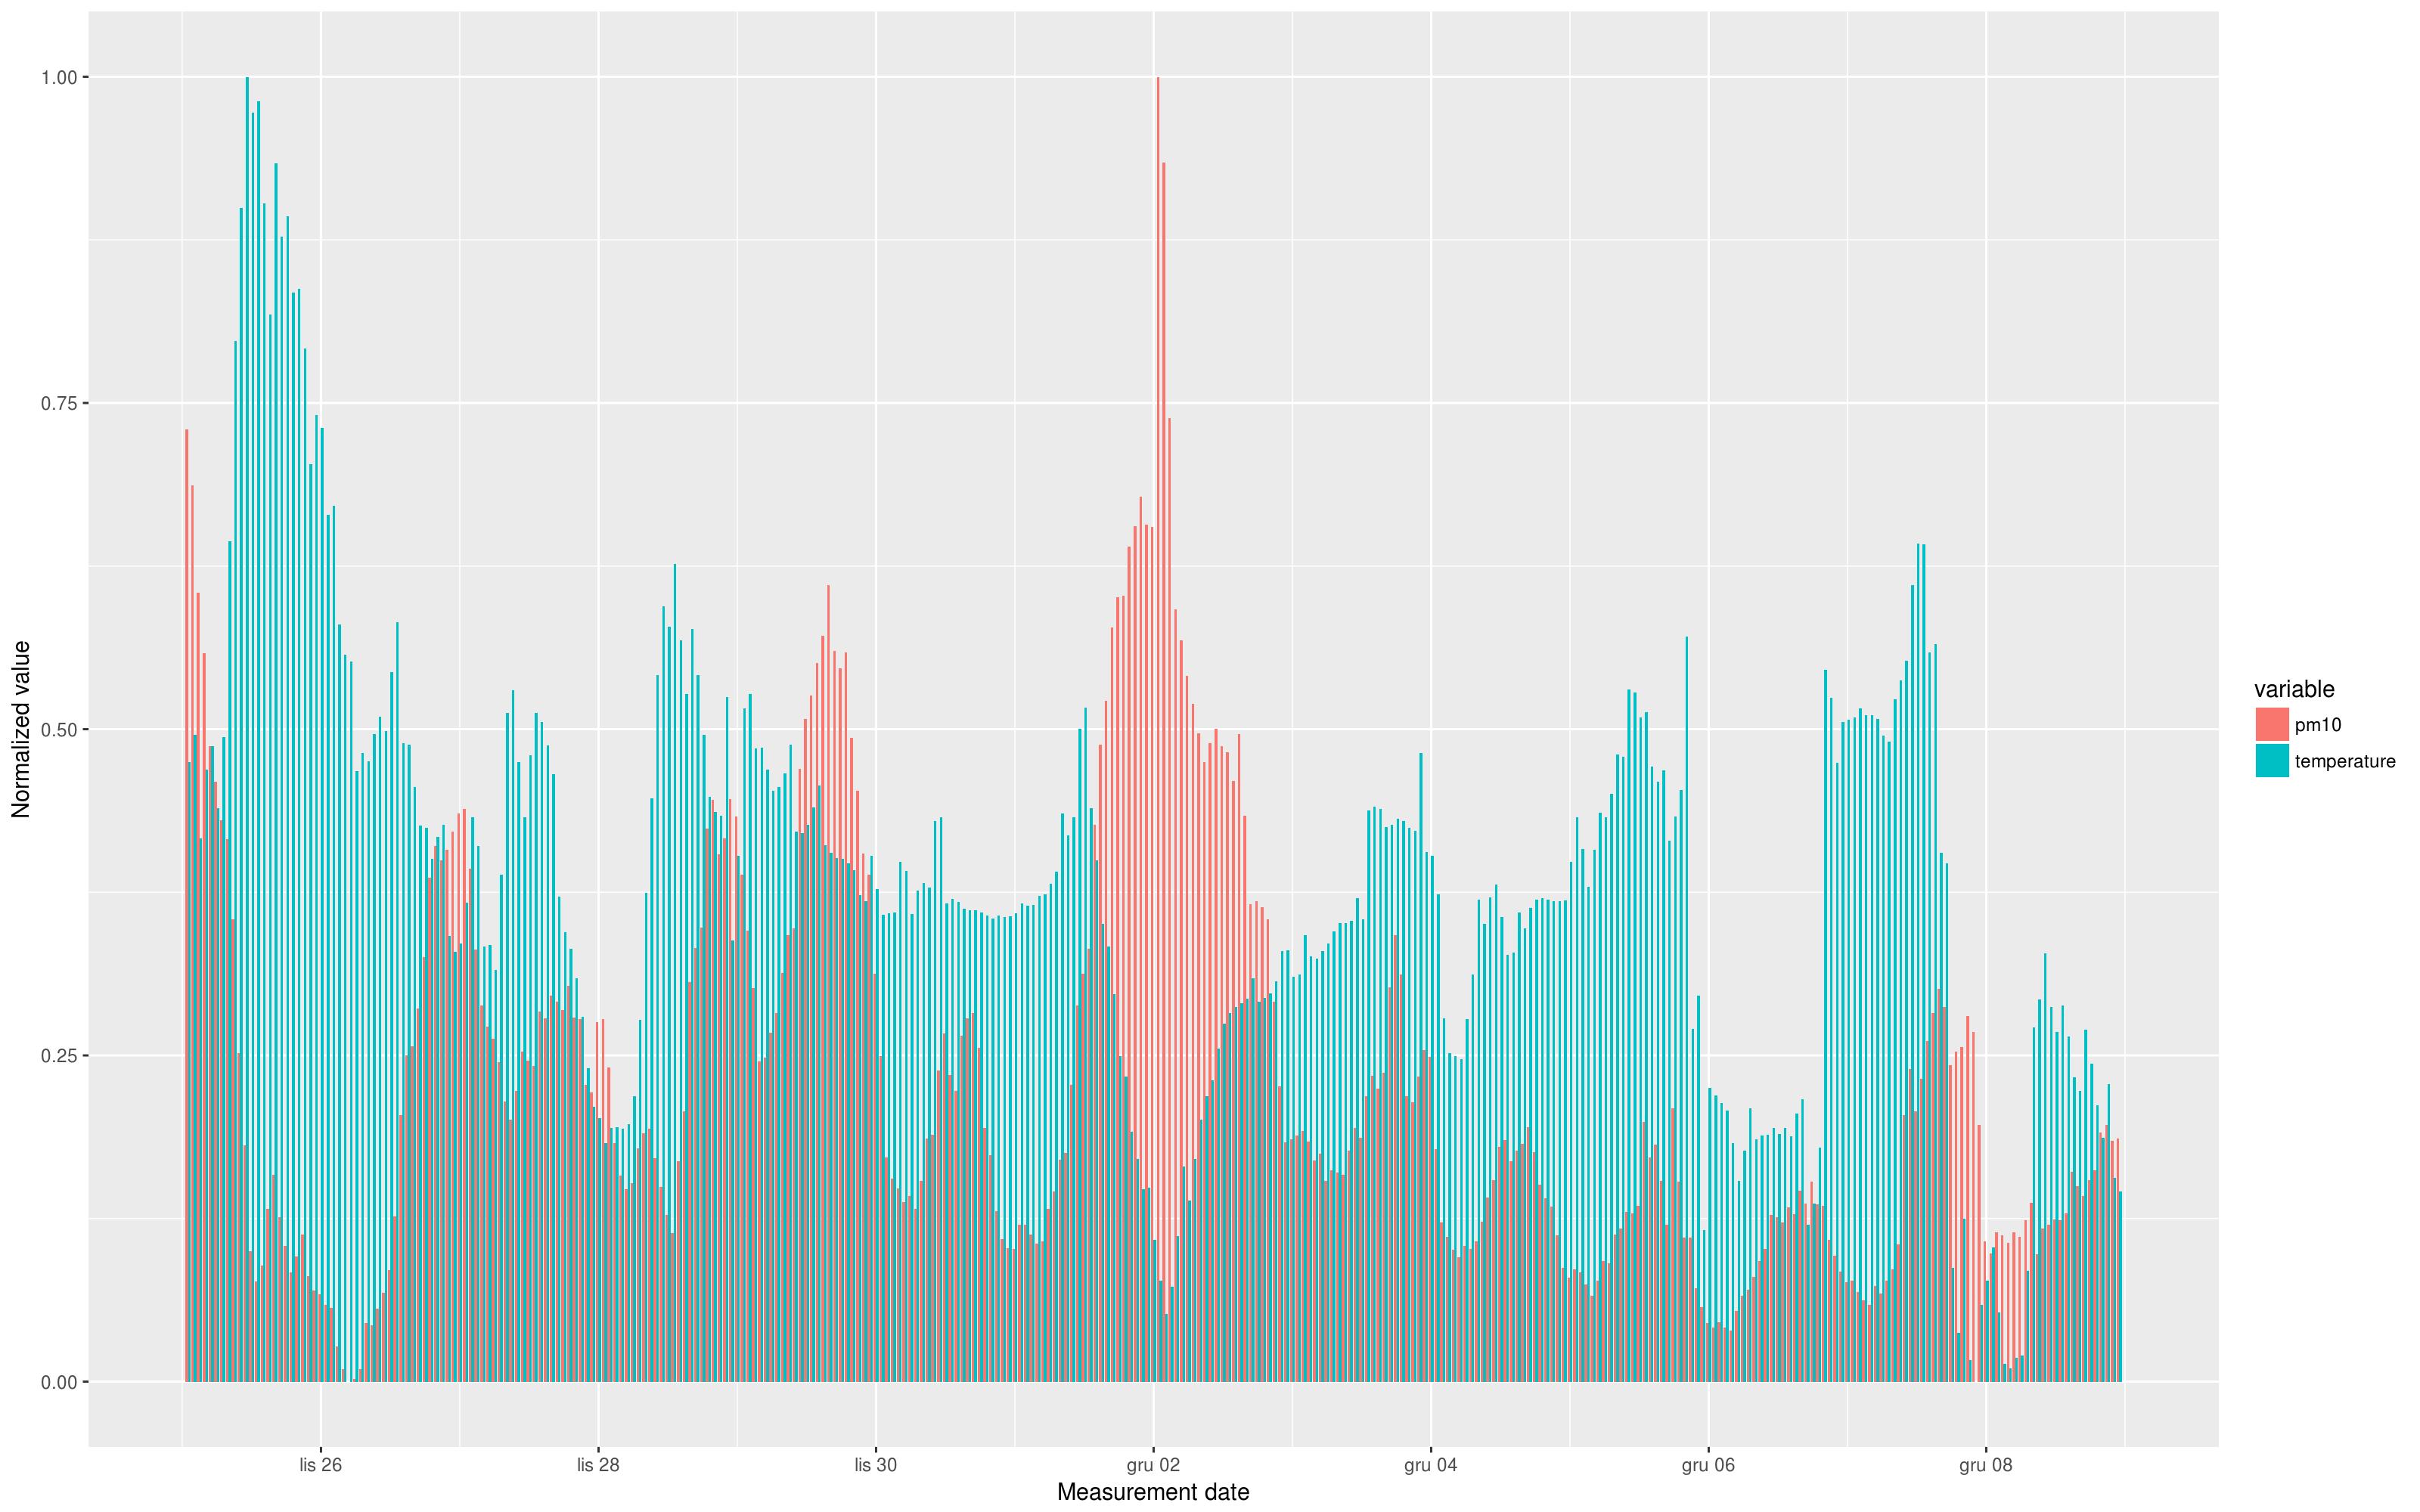 1.00
0.75
0.50
0.25
0.00
Normalized value
lis 26
lis 28
lis 30
gru 02
gru 04
gru 06
gru 08
Measurement date
variable
pm10
temperature